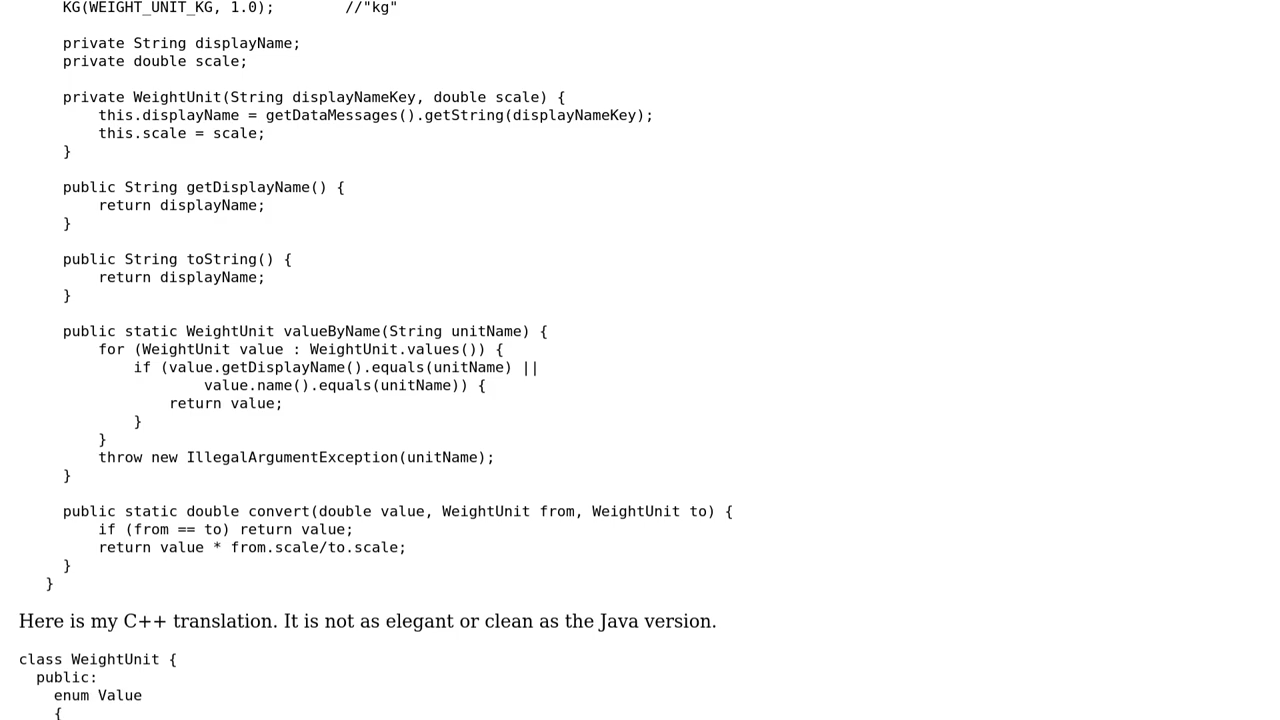 KG(WEIGHT_UNIT_KG, 1.0);        //"kg"
private String displayName;
private double scale;
private WeightUnit(String displayNameKey, double scale) {
this.displayName = getDataMessages().getString(displayNameKey);
this.scale = scale;
}
public String getDisplayName() {
return displayName;
}
public String toString() {
return displayName;
}
public static WeightUnit valueByName(String unitName) {
for (WeightUnit value : WeightUnit.values()) {
if (value.getDisplayName().equals(unitName) ||
value.name().equals(unitName)) {
return value;
}
}
throw new IllegalArgumentException(unitName);
}
public static double convert(double value, WeightUnit from, WeightUnit to) {
if (from == to) return value;
return value * from.scale/to.scale;
}
}
Here is my C++ translation. It is not as elegant or clean as the Java version.
class WeightUnit {
public:
enum Value
{